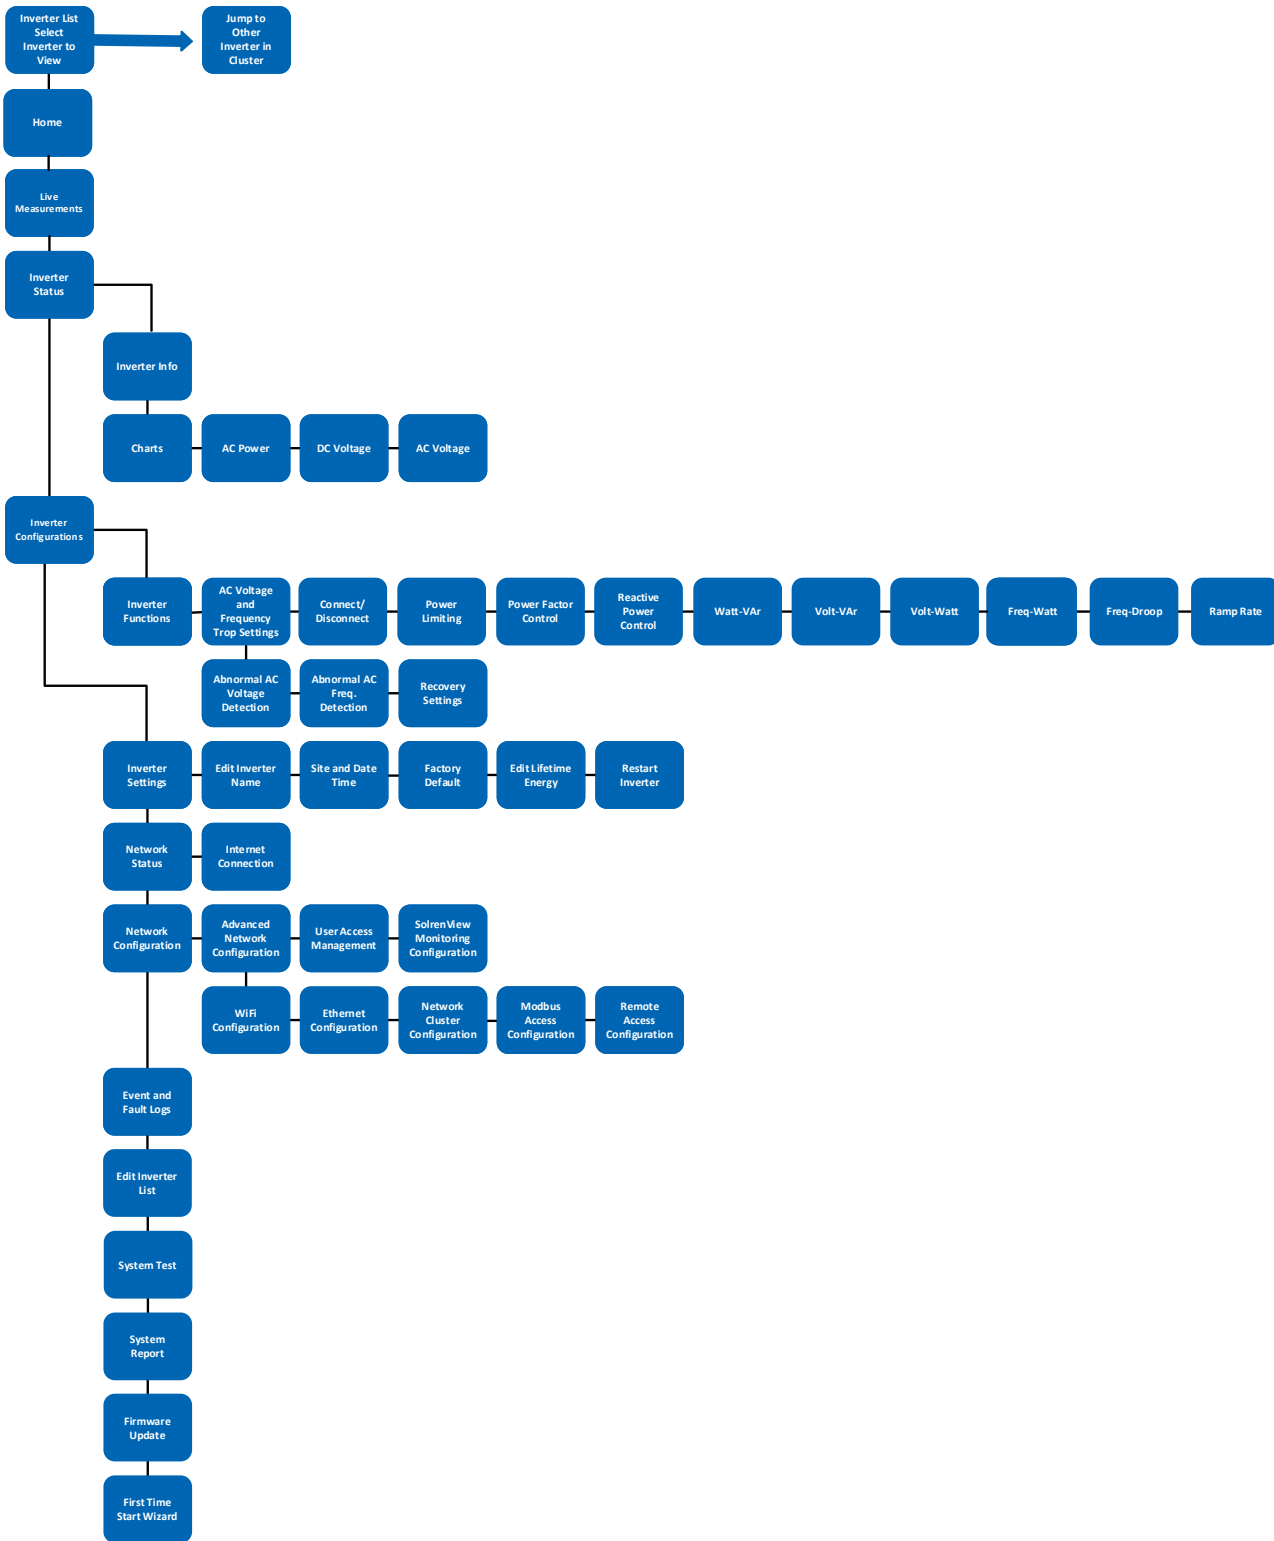 Inverter List
Select
Inverter to
View
Jump to
Other
Inverter in
Cluster
Home
Live
Measurements
Inverter
Status
Inverter Info
Charts
AC Power
DC Voltage
AC Voltage
Inverter
Configurations
Inverter
Functions
AC Voltage
and
Frequency
Trop Settings
Connect/
Disconnect
Power
Limiting
Power Factor
Control
Reactive
Power
Control
Watt-VAr
Volt-VAr
Volt-Watt
Freq-Watt
Freq-Droop
Ramp Rate
Abnormal AC
Voltage
Detection
Abnormal AC
Freq.
Detection
Recovery
Settings
Inverter
Settings
Edit Inverter
Name
Site and Date
Time
Factory
Default
Edit Lifetime
Energy
Restart
Inverter
Network
Status
Internet
Connection
Network
Configuration
Advanced
Network
Configuration
User Access
Management
SolrenView
Monitoring
Configuration
WiFi
Configuration
Ethernet
Configuration
Network
Cluster
Configuration
Modbus
Access
Configuration
Remote
Access
Configuration
Event and
Fault Logs
Edit Inverter
List
System Test
System
Report
Firmware
Update
First Time
Start Wizard